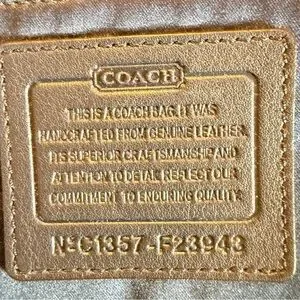 COACH
THIS IS A COACH BAG. IT WAS
HANDCRAFTED FROM GENUINE LEATHER.
ITS SUPERIOR CRAFTSMANSHIP AND
ATTENTION TO DETAIL REFLECT OUR
COMMITMENT TO ENDURING QUALITY.
Nº C1357-F23943